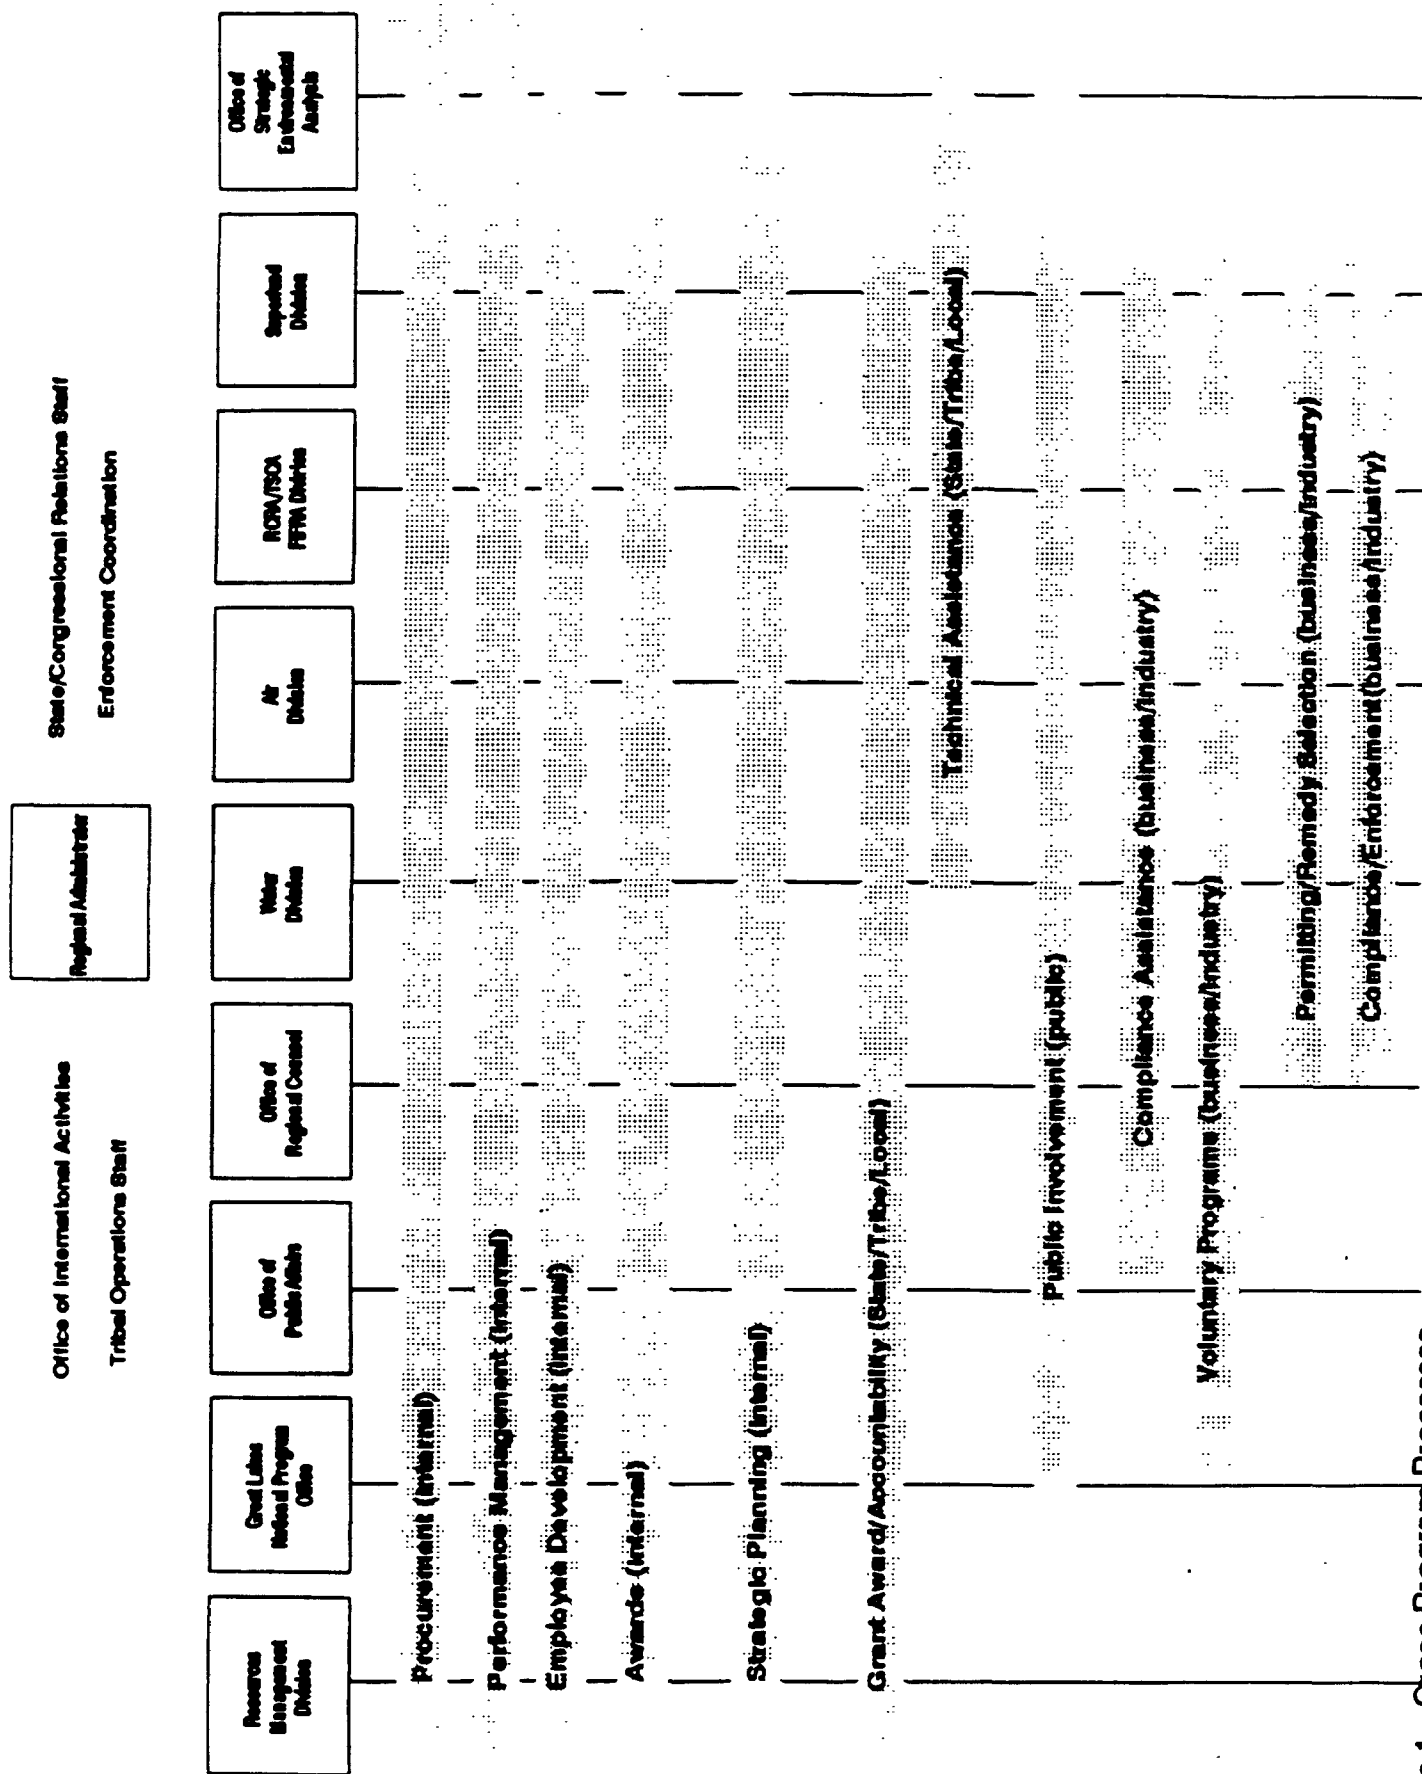 Regional Administrator
Office of International Activities
Tribal Operations Staff
State/Congressional Relations Staff
Enforcement Coordination
Resources
Management
Division
Great Lakes
National Program
Office
Office of
Public Affairs
Office of
Regional Counsel
Water
Division
Air
Division
RCRA/TSCA
FIFRA Division
Superfund
Division
Office of
Strategic
Environmental
Analysis
Procurement (Internal)
Performance Management (Internal)
Employee Development (Internal)
Awards (Internal)
Strategic Planning (Internal)
Grant Award/Accountability (State/Tribe/Local)
Technical Assistance (State/Tribe/Local)
Public Involvement (public)
Compliance Assistance (business/industry)
Voluntary Programs (business/industry)
Permitting/Remedy Selection (business/industry)
Compliance/Enforcement(business/industry)
1 Cross Program Processes